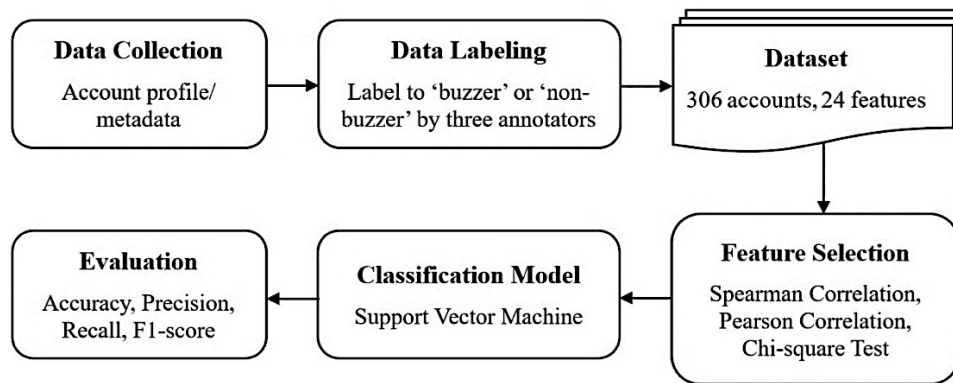 Data Collection
Account profile/
metadata
Data Labeling
Label to ‘buzzer’ or ‘non-
buzzer’ by three annotators
Dataset
306 accounts, 24 features
Feature Selection
Spearman Correlation,
Pearson Correlation,
Chi-square Test
Classification Model
Support Vector Machine
Evaluation
Accuracy, Precision,
Recall, F1-score